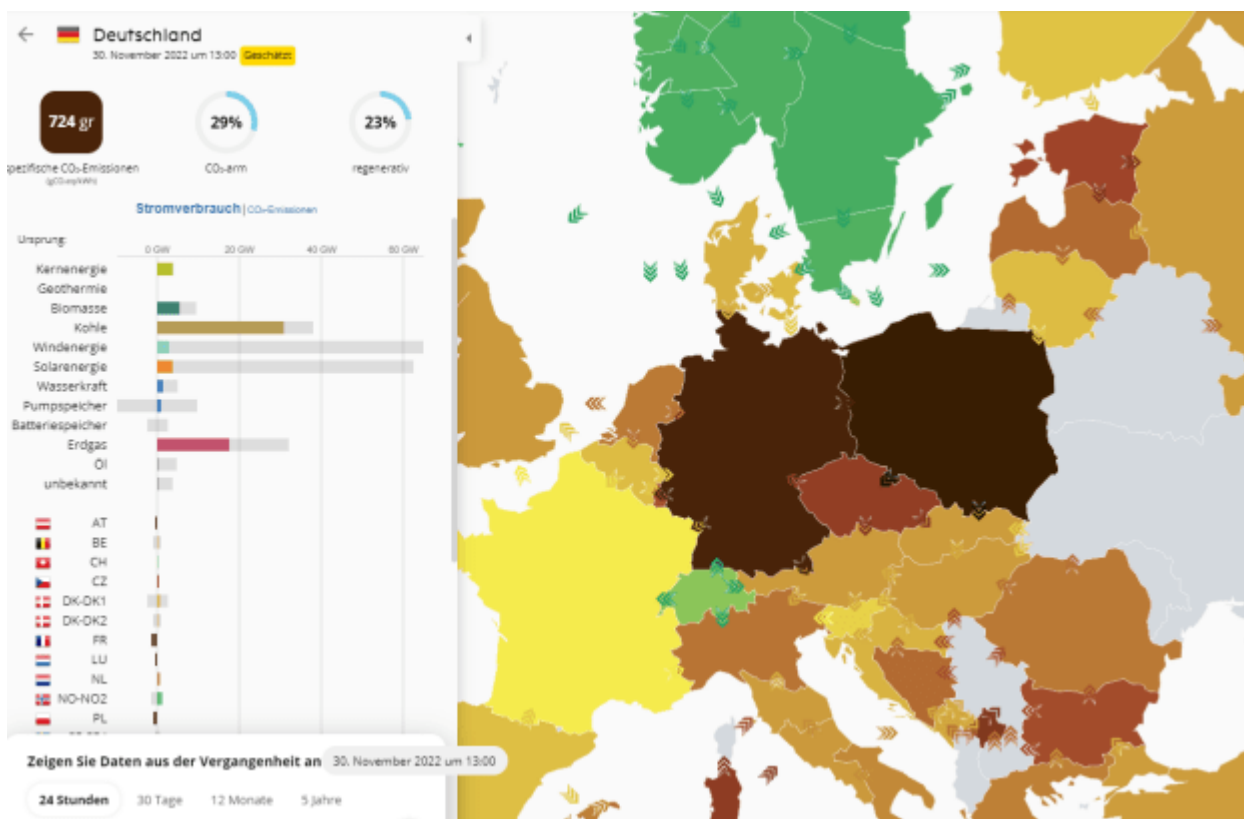 Deutschland
30. November 2022 um 13:00 Geschätzt
724 gr
29%
23%
spezifische CO₂-Emissionen
(gCO₂eq/kWh)
CO₂-arm
regenerativ
Stromverbrauch | CO₂-Emissionen
Ursprung:
0 GW 20 GW 40 GW 60 GW
Kernenergie
Geothermie
Biomasse
Kohle
Windenergie
Solarenergie
Wasserkraft
Pumpspeicher
Batteriespeicher
Erdgas
Öl
unbekannt
AT
BE
CH
CZ
DK-DK1
DK-DK2
FR
LU
NL
NO-NO2
PL
Zeigen Sie Daten aus der Vergangenheit an 30. November 2022 um 13:00
24 Stunden 30 Tage 12 Monate 5 Jahre